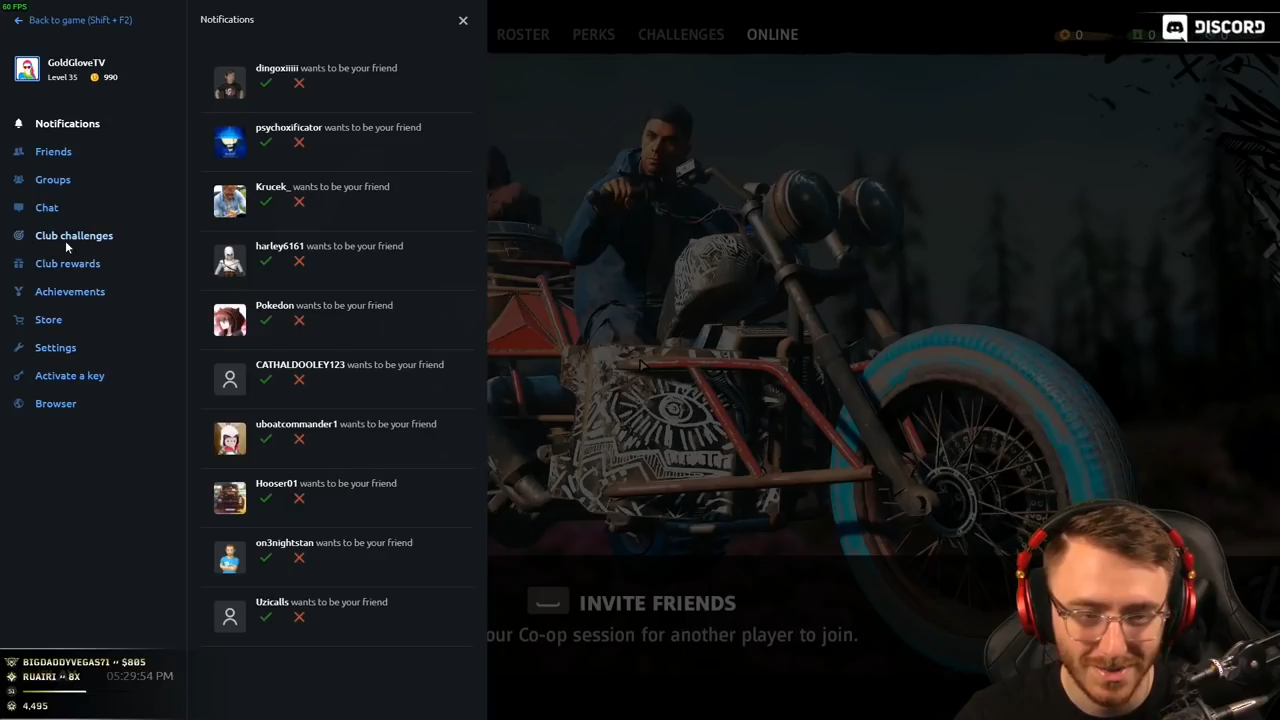 60 FPS
Back to game (Shift + F2)
Notifications
ROSTER
PERKS
CHALLENGES
ONLINE
0
0
0
DISCORD
GoldGloveTV
Level 35
990
Notifications
Friends
Groups
Chat
Club challenges
Club rewards
Achievements
Store
Settings
Activate a key
Browser
dingoxiiiii wants to be your friend
psychoxificator wants to be your friend
Krucek_ wants to be your friend
harley6161 wants to be your friend
Pokedon wants to be your friend
CATHALDOOLEY123 wants to be your friend
uboatcommander1 wants to be your friend
Hooser01 wants to be your friend
on3nightstan wants to be your friend
Uzicalls wants to be your friend
INVITE FRIENDS
our Co-op session for another player to join.
BIGDADDYVEGAS71 $805
RUAIRI 8X
05:29:54 PM
51
4,495